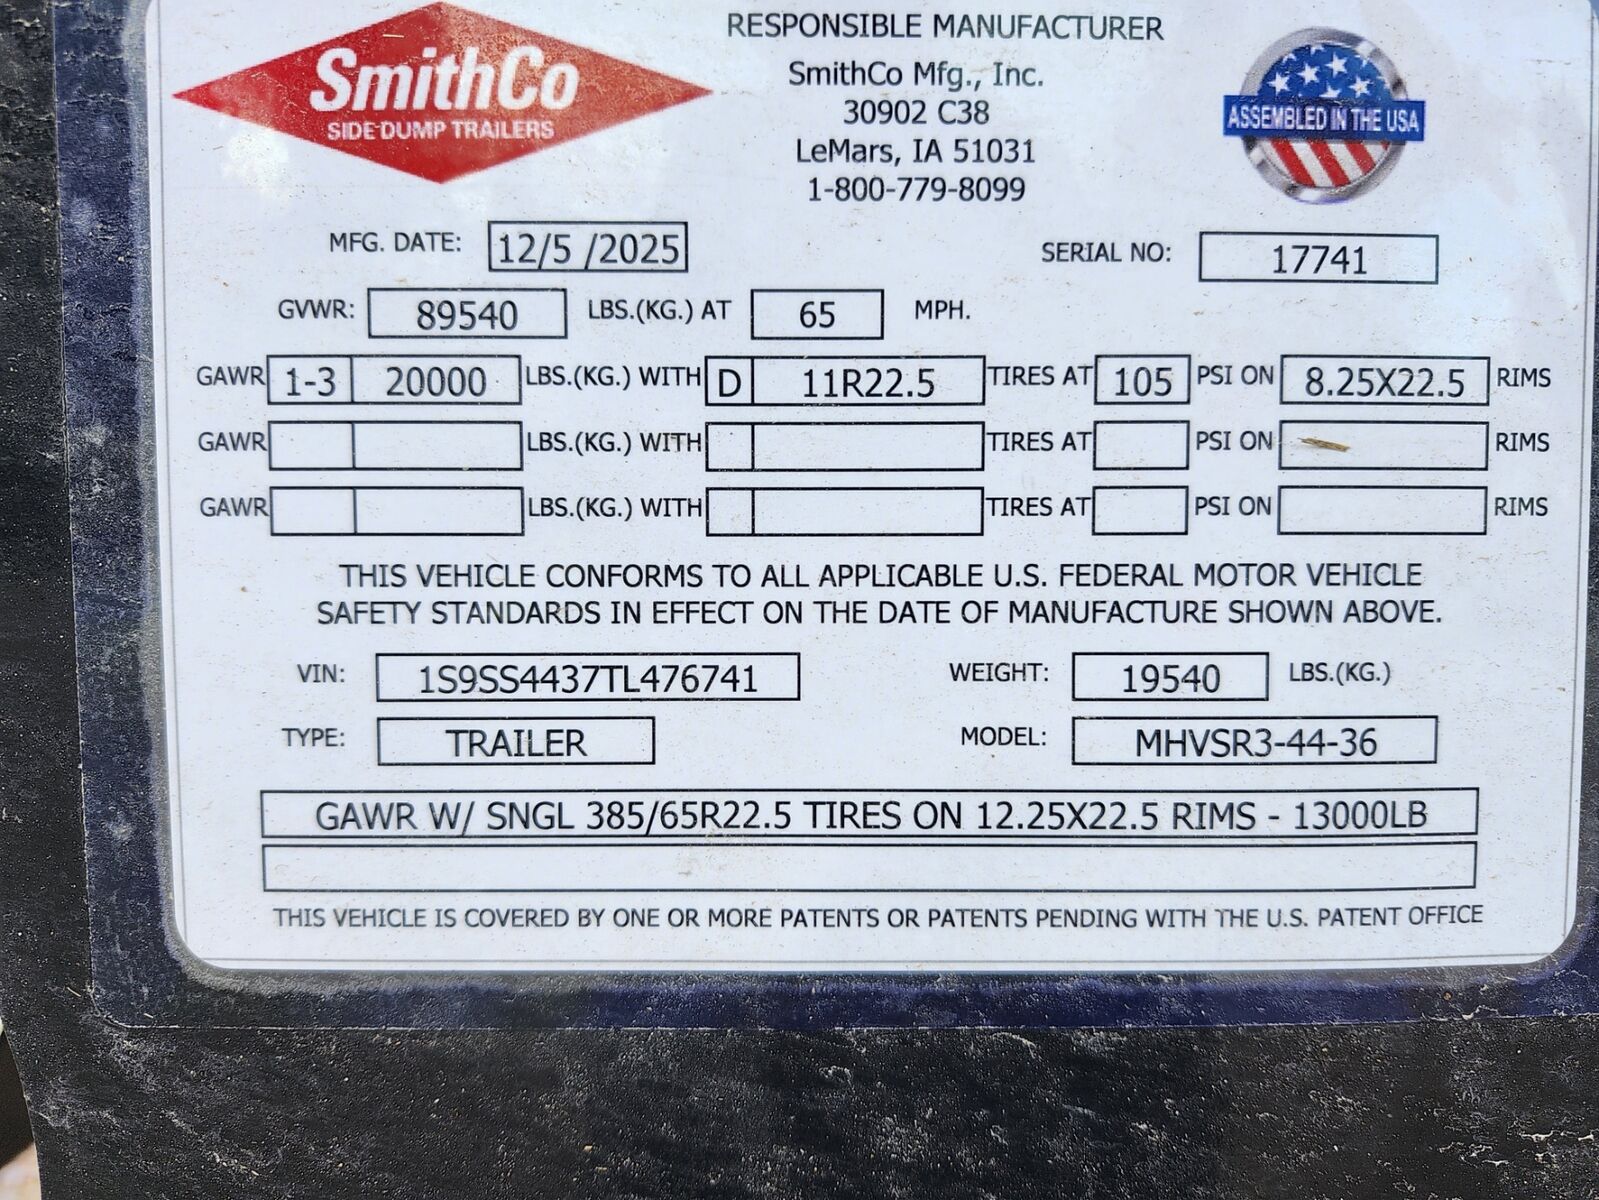 SmithCo
SIDE DUMP TRAILERS
RESPONSIBLE MANUFACTURER
SmithCo Mfg., Inc.
30902 C38
LeMars, IA 51031
1-800-779-8099
ASSEMBLED IN THE USA
MFG. DATE: 12/5 /2025 SERIAL NO: 17741
GVWR: 89540 LBS.(KG.) AT 65 MPH.
GAWR 1-3 20000 LBS.(KG.) WITH D 11R22.5 TIRES AT 105 PSI ON 8.25X22.5 RIMS
GAWR LBS.(KG.) WITH TIRES AT PSI ON RIMS
GAWR LBS.(KG.) WITH TIRES AT PSI ON RIMS
THIS VEHICLE CONFORMS TO ALL APPLICABLE U.S. FEDERAL MOTOR VEHICLE
SAFETY STANDARDS IN EFFECT ON THE DATE OF MANUFACTURE SHOWN ABOVE.
VIN: 1S9SS4437TL476741 WEIGHT: 19540 LBS.(KG.)
TYPE: TRAILER MODEL: MHVSR3-44-36
GAWR W/ SNGL 385/65R22.5 TIRES ON 12.25X22.5 RIMS - 13000LB
THIS VEHICLE IS COVERED BY ONE OR MORE PATENTS OR PATENTS PENDING WITH THE U.S. PATENT OFFICE